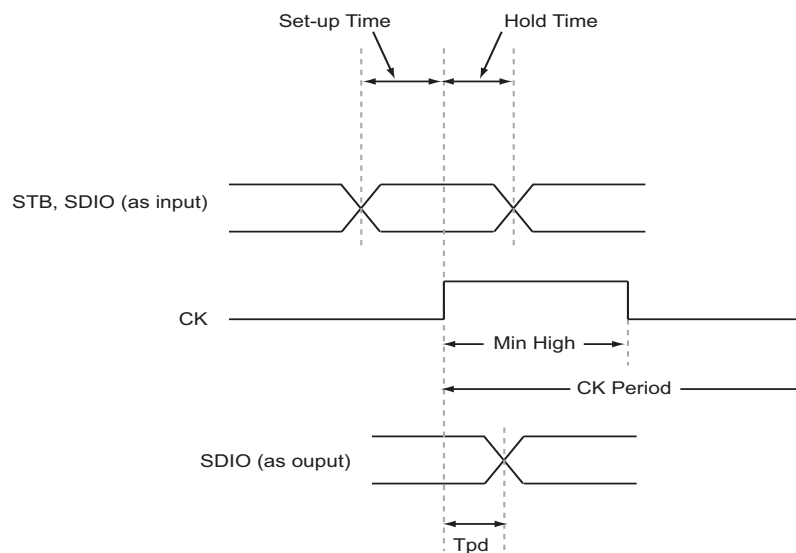 Set-up Time
Hold Time
STB, SDIO (as input)
CK
Min High
CK Period
SDIO (as ouput)
Tpd